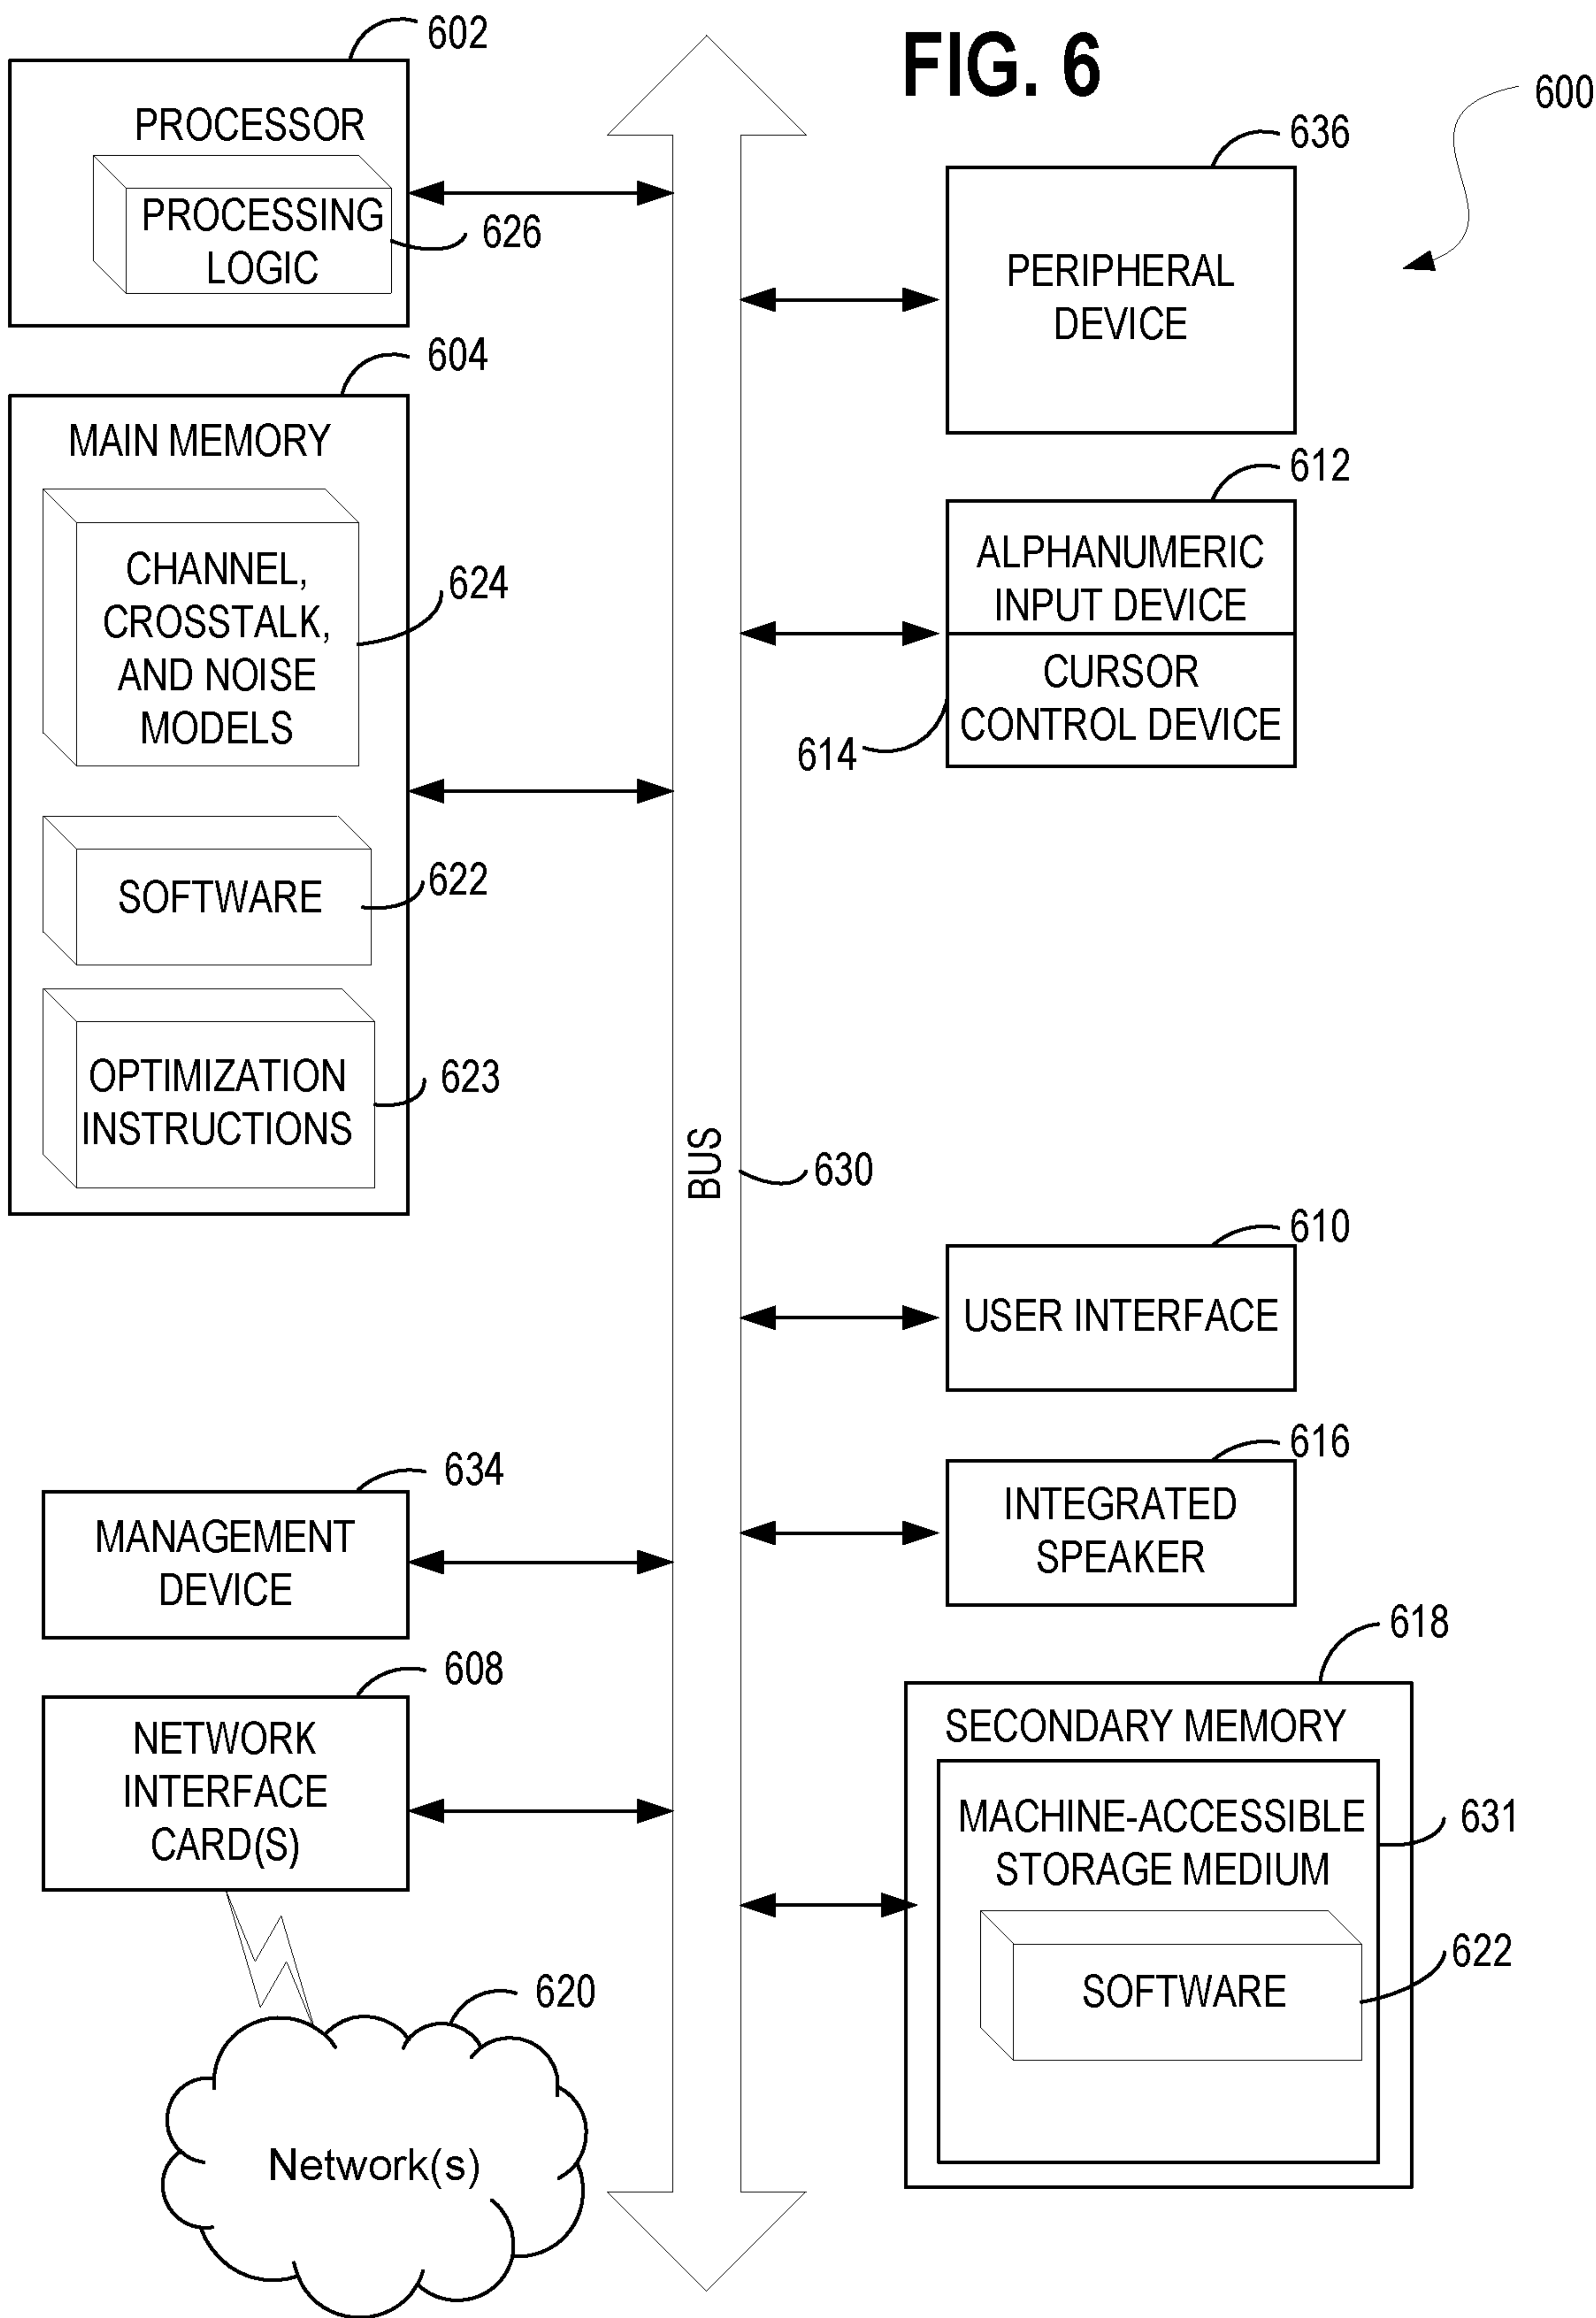 FIG. 6
600
602
PROCESSOR
PROCESSING
LOGIC
626
604
MAIN MEMORY
CHANNEL,
CROSSTALK,
AND NOISE
MODELS
624
SOFTWARE
622
OPTIMIZATION
INSTRUCTIONS
623
BUS
630
634
MANAGEMENT
DEVICE
608
NETWORK
INTERFACE
CARD(S)
620
Network(s)
636
PERIPHERAL
DEVICE
612
ALPHANUMERIC
INPUT DEVICE
CURSOR
CONTROL DEVICE
614
610
USER INTERFACE
616
INTEGRATED
SPEAKER
618
SECONDARY MEMORY
MACHINE-ACCESSIBLE
STORAGE MEDIUM
631
SOFTWARE
622